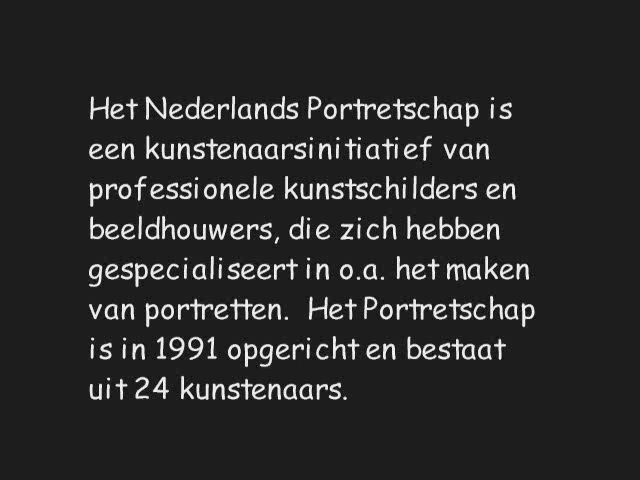 Het Nederlands Portretschap is
een kunstenaarsinitiatief van
professionele kunstschilders en
beeldhouwers, die zich hebben
gespecialiseert in o.a. het maken
van portretten.  Het Portretschap
is in 1991 opgericht en bestaat
uit 24 kunstenaars.